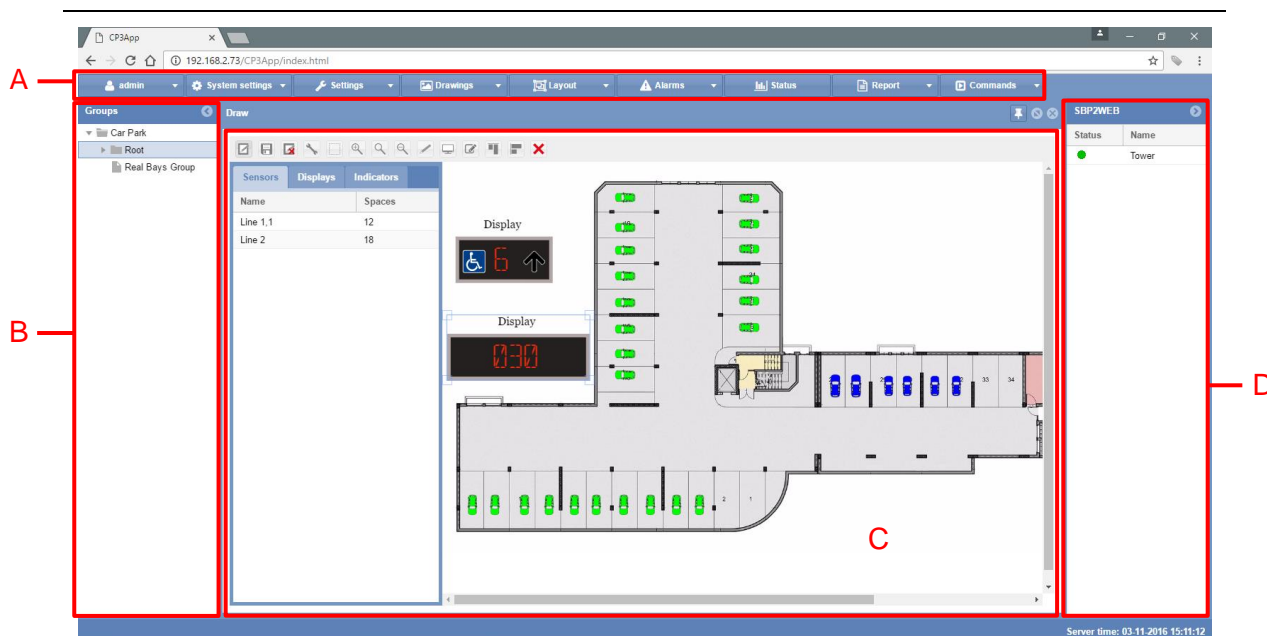 CP3App
192.168.2.73/CP3App/index.html
A
admin
System settings
Settings
Drawings
Layout
Alarms
Status
Report
Commands
Groups
Draw
SBP2WEB
Car Park
Root
Real Bays Group
Status Name
Tower
Sensors Displays Indicators
Name Spaces
Line 1,1 12
Line 2 18
Display
6
B
Display
030
33 34
D
2 1
C
Server time: 03-11-2016 15:11:12